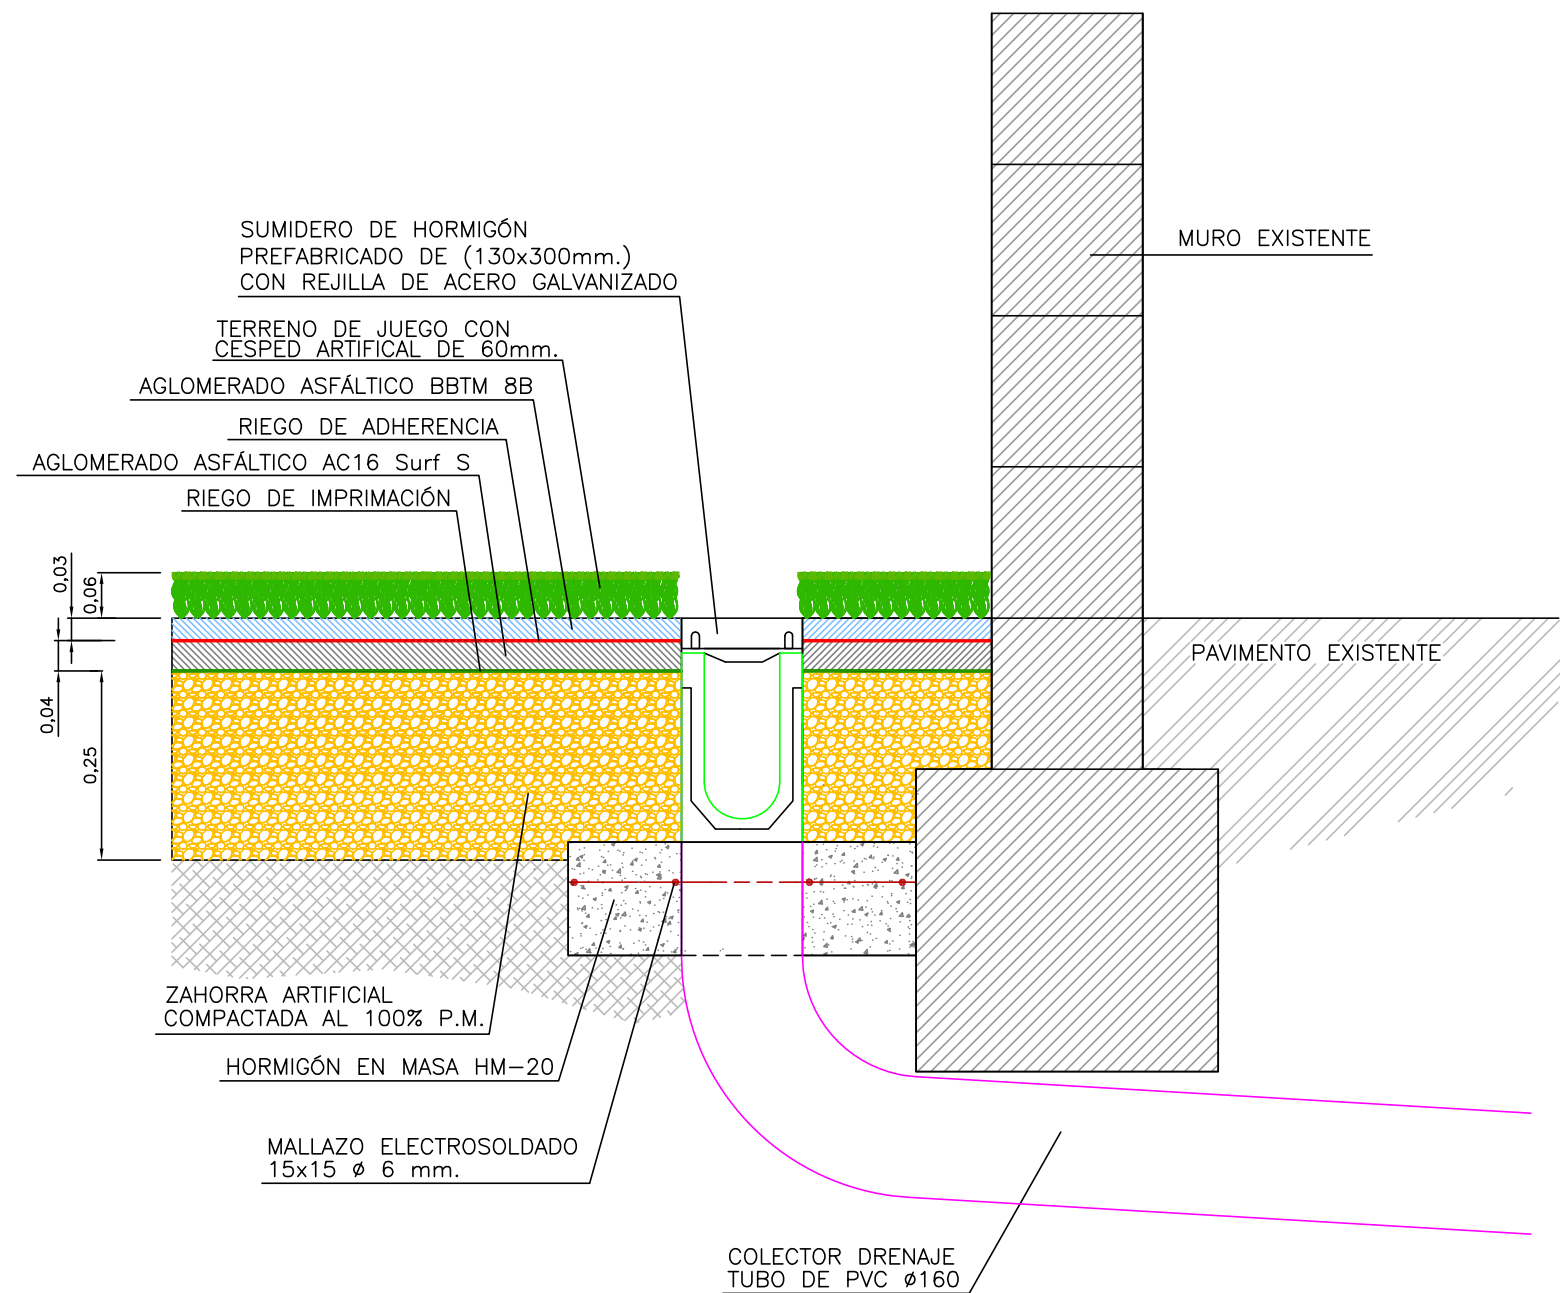 SUMIDERO DE HORMIGÓN
PREFABRICADO DE (130x300mm.)
CON REJILLA DE ACERO GALVANIZADO
MURO EXISTENTE
TERRENO DE JUEGO CON
CESPED ARTIFICAL DE 60mm.
AGLOMERADO ASFÁLTICO BBTM 8B
RIEGO DE ADHERENCIA
AGLOMERADO ASFÁLTICO AC16 Surf S
RIEGO DE IMPRIMACIÓN
0,03
0,06
0,04
0,25
PAVIMENTO EXISTENTE
ZAHORRA ARTIFICIAL
COMPACTADA AL 100% P.M.
HORMIGÓN EN MASA HM-20
MALLAZO ELECTROSOLDADO
15x15 ø 6 mm.
COLECTOR DRENAJE
TUBO DE PVC ø160